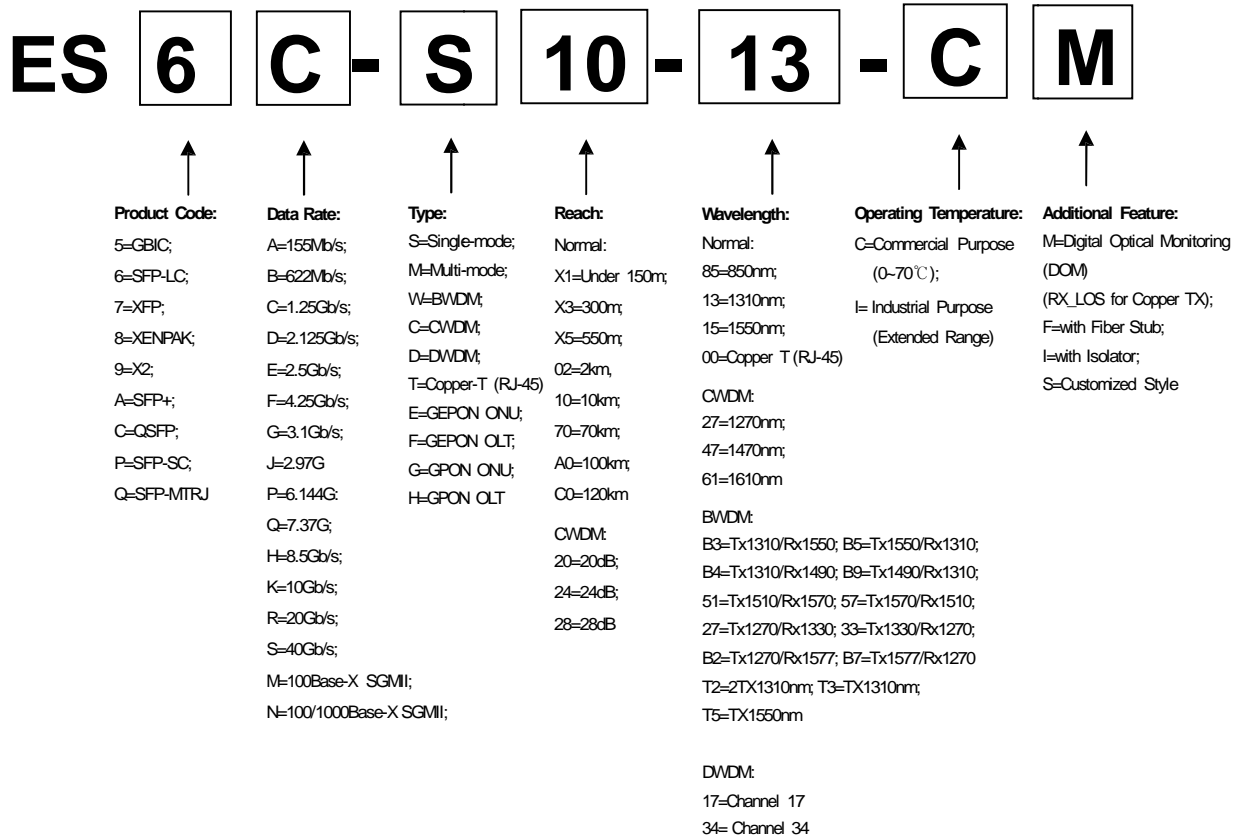 ES 6 C - S 10 - 13 - C M
Product Code:
5=GBIC;
6=SFP-LC;
7=XFP;
8=XENPAK;
9=X2;
A=SFP+;
C=QSFP;
P=SFP-SC;
Q=SFP-MTRJ
Data Rate:
A=155Mb/s;
B=622Mb/s;
C=1.25Gb/s;
D=2.125Gb/s;
E=2.5Gb/s;
F=4.25Gb/s;
G=3.1Gb/s;
J=2.97G
P=6.144G:
Q=7.37G;
H=8.5Gb/s;
K=10Gb/s;
R=20Gb/s;
S=40Gb/s;
M=100Base-X SGMII;
N=100/1000Base-X SGMII;
Type:
S=Single-mode;
M=Multi-mode;
W=BWDM;
C=CWDM;
D=DWDM;
T=Copper-T (RJ-45)
E=GEPON ONU;
F=GEPON OLT;
G=GPON ONU;
H=GPON OLT
Reach:
Normal:
X1=Under 150m;
X3=300m;
X5=550m;
02=2km,
10=10km;
70=70km;
A0=100km;
C0=120km
CWDM:
20=20dB;
24=24dB;
28=28dB
Wavelength:
Normal:
85=850nm;
13=1310nm;
15=1550nm;
00=Copper T (RJ-45)
CWDM:
27=1270nm;
47=1470nm;
61=1610nm
BWDM:
B3=Tx1310/Rx1550; B5=Tx1550/Rx1310;
B4=Tx1310/Rx1490; B9=Tx1490/Rx1310;
51=Tx1510/Rx1570; 57=Tx1570/Rx1510;
27=Tx1270/Rx1330; 33=Tx1330/Rx1270;
B2=Tx1270/Rx1577; B7=Tx1577/Rx1270
T2=2TX1310nm; T3=TX1310nm;
T5=TX1550nm
DWDM:
17=Channel 17
34= Channel 34
Operating Temperature:
C=Commercial Purpose
(0~70℃);
I= Industrial Purpose
(Extended Range)
Additional Feature:
M=Digital Optical Monitoring
(DOM)
(RX_LOS for Copper TX);
F=with Fiber Stub;
I=with Isolator;
S=Customized Style